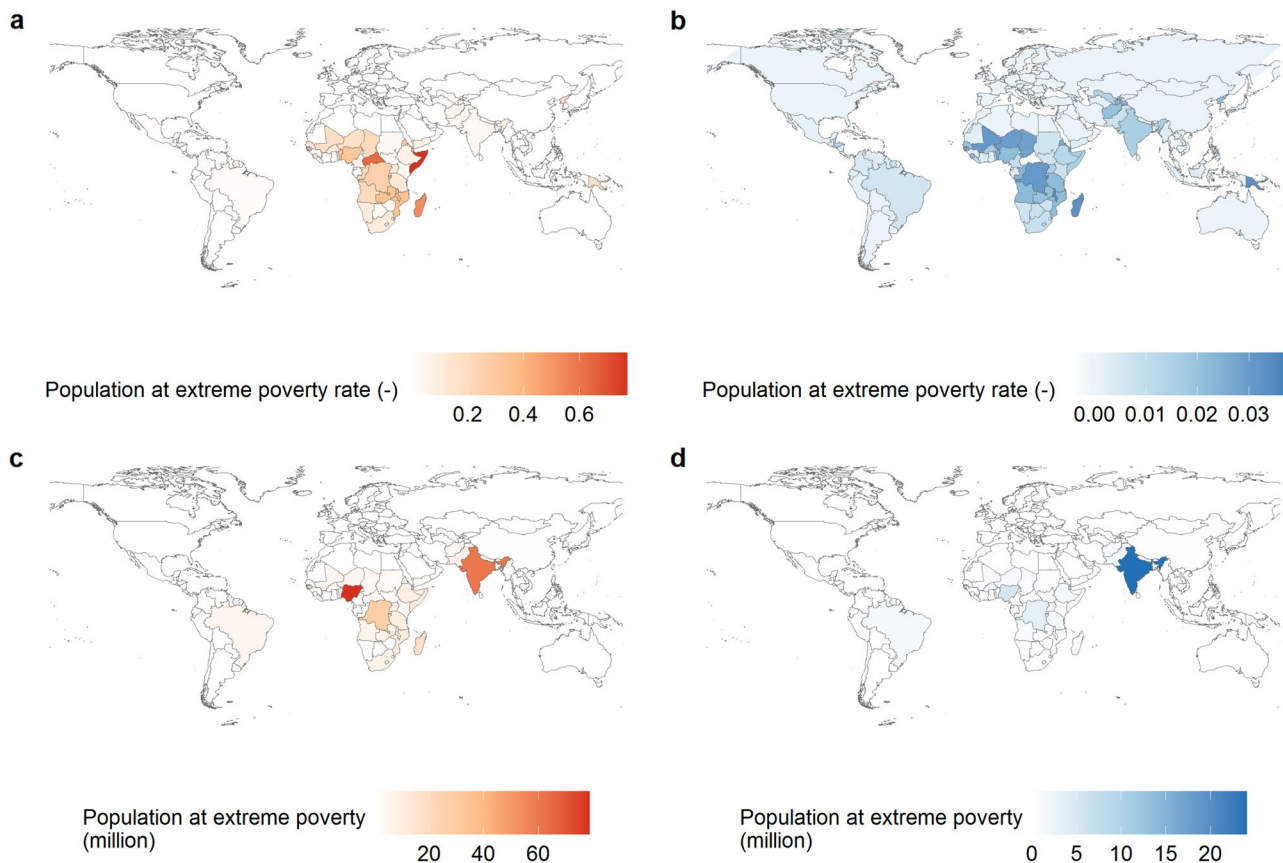 a
b
Population at extreme poverty rate (-)
0.2 0.4 0.6
Population at extreme poverty rate (-)
0.00 0.01 0.02 0.03
c
d
Population at extreme poverty
(million)
20 40 60
Population at extreme poverty
(million)
0 5 10 15 20